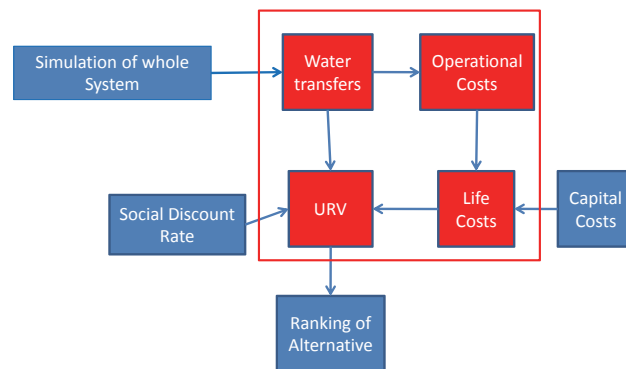 Simulation of whole
System
Water
transfers
Operational
Costs
Social Discount
Rate
URV
Life
Costs
Capital
Costs
Ranking of
Alternative